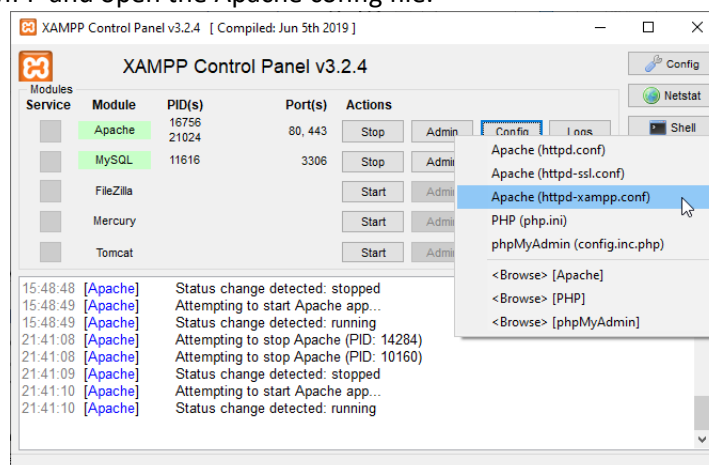 and open the Apache config file.
XAMPP Control Panel v3.2.4 [ Compiled: Jun 5th 2019 ]
XAMPP Control Panel v3.2.4
Config
Modules
Service Module PID(s) Port(s) Actions
Netstat
Apache 16756 21024 80, 443 Stop Admin Config Logs
Shell
MySQL 11616 3306 Stop
FileZilla Start
Mercury Start
Tomcat Start
Apache (httpd.conf)
Apache (httpd-ssl.conf)
Apache (httpd-xampp.conf)
PHP (php.ini)
phpMyAdmin (config.inc.php)
<Browse> [Apache]
<Browse> [PHP]
<Browse> [phpMyAdmin]
15:48:48 [Apache] Status change detected: stopped
15:48:49 [Apache] Attempting to start Apache app...
15:48:49 [Apache] Status change detected: running
21:41:08 [Apache] Attempting to stop Apache (PID: 14284)
21:41:08 [Apache] Attempting to stop Apache (PID: 10160)
21:41:09 [Apache] Status change detected: stopped
21:41:10 [Apache] Attempting to start Apache app...
21:41:10 [Apache] Status change detected: running